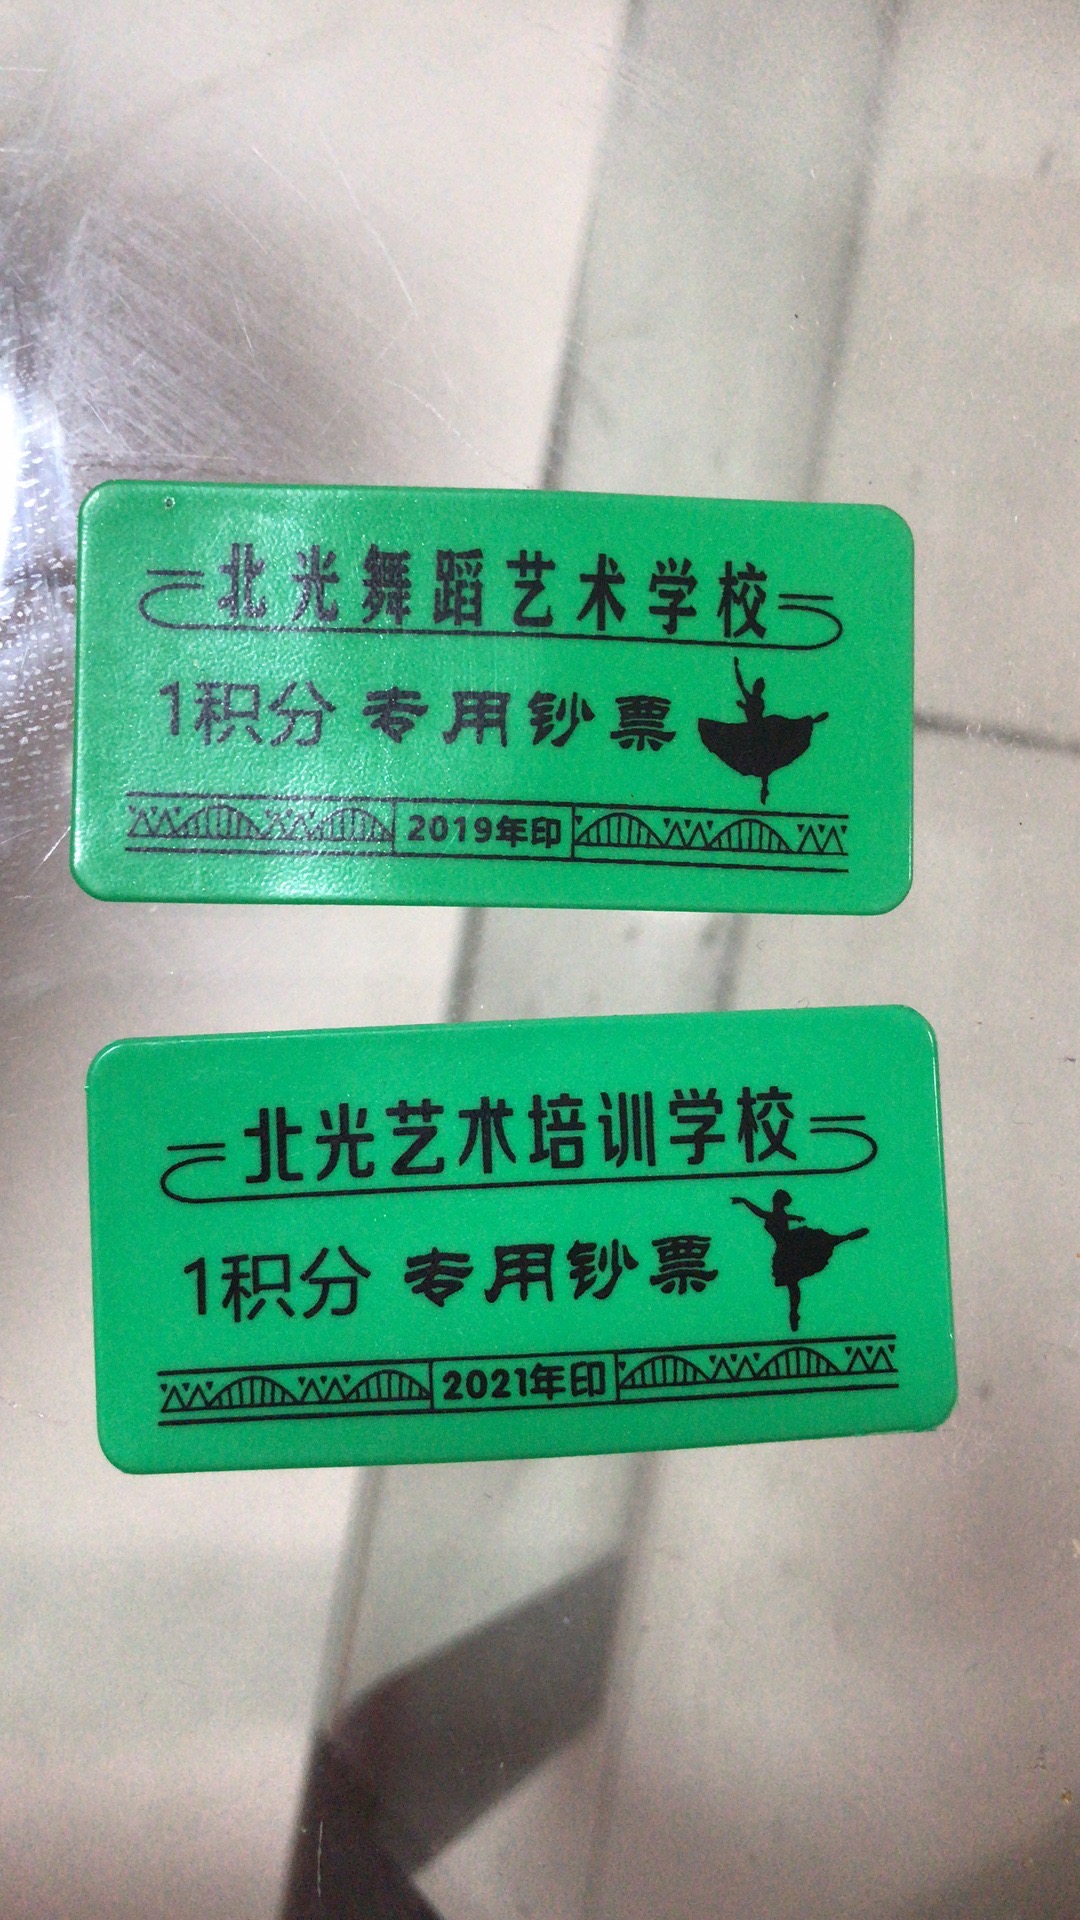 北光舞蹈艺术学校
1积分 专用钞票
2019年印
北光艺术培训学校
1积分 专用钞票
2021年印